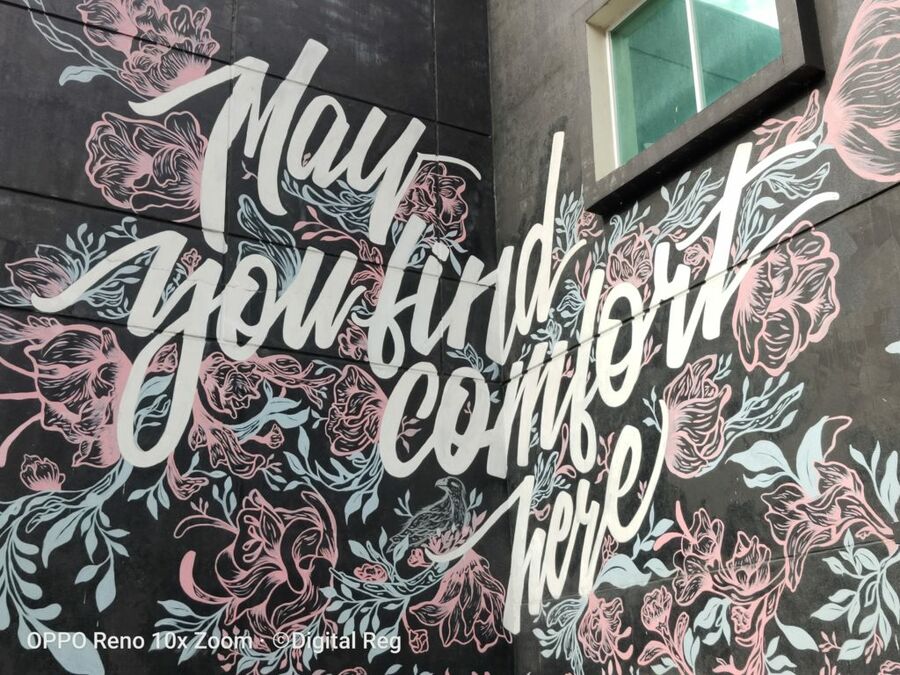 May
you find
comfort
here
OPPO Reno 10x Zoom · ©Digital Reg